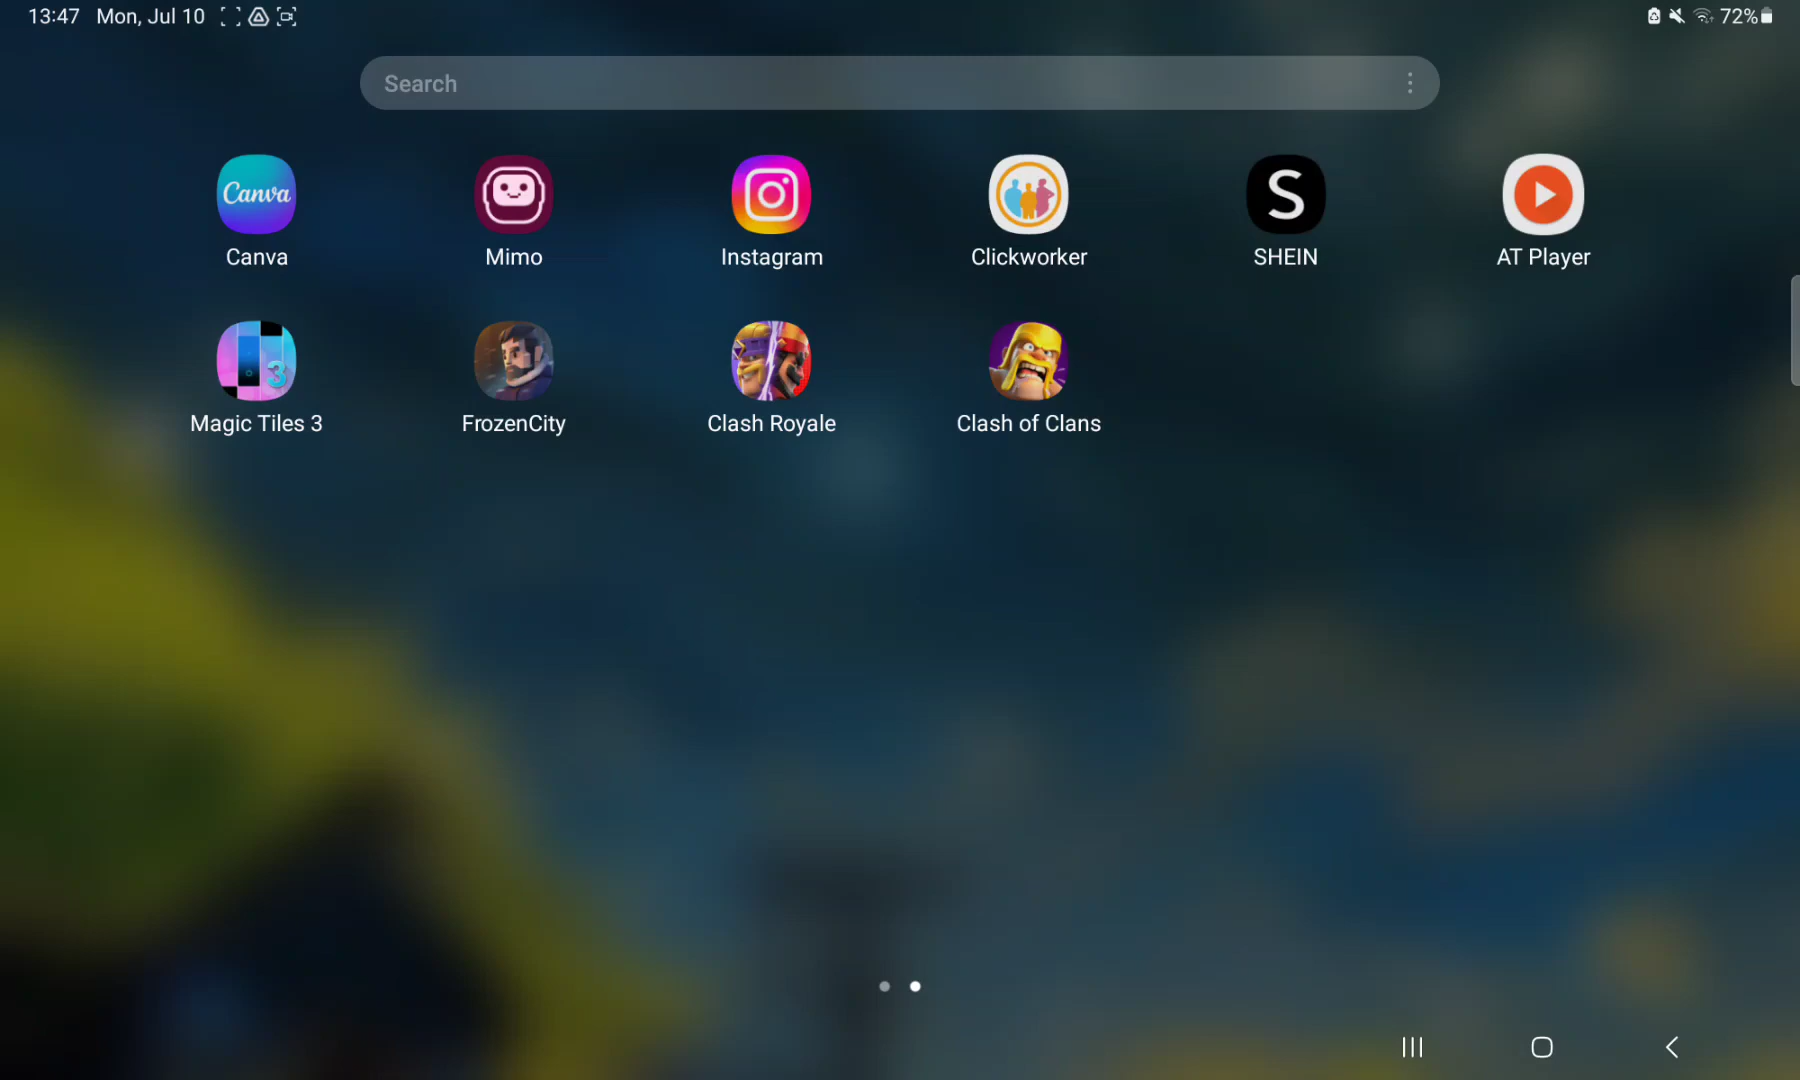 13:47 Mon, Jul 10 72%
Search
Canva
S
Canva Mimo Instagram Clickworker SHEIN AT Player
3
Magic Tiles 3 FrozenCity Clash Royale Clash of Clans